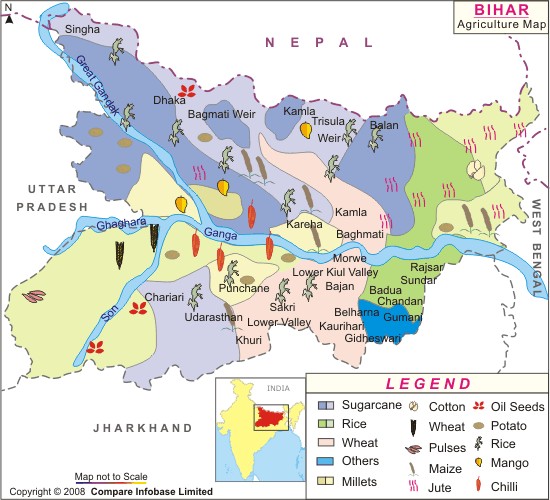 N
BIHAR
Agriculture Map
NEPAL
Singha
Great Gandak
Dhaka
Bagmati Weir
Kamla
Trisula
Weir
Balan
UTTAR
PRADESH
Ghaghara
Ganga
Kareha
Kamla
Baghmati
WEST BENGAL
Morwe
Lower Kiul Valley
Bajan
Rajsar
Sundar
Badua
Chandan
Punchane
Chariari
Son
Udarasthan
Sakri
Lower Valley
Khuri
Belharna
Gumani
Kaurihari
Gidheswari
JHARKHAND
INDIA
LEGEND
Sugarcane
Rice
Wheat
Others
Millets
Cotton
Wheat
Pulses
Maize
Jute
Oil Seeds
Potato
Rice
Mango
Chilli
Map not to Scale
Copyright © 2008 Compare Infobase Limited